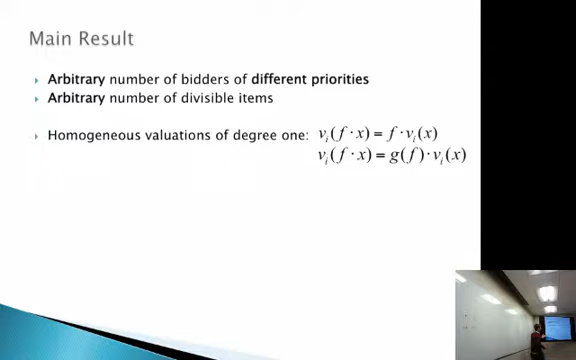 Main Result
Arbitrary number of bidders of different priorities
Arbitrary number of divisible items
Homogeneous valuations of degree one: v_i(f · x) = f · v_i(x)
v_i(f · x) = g(f) · v_i(x)